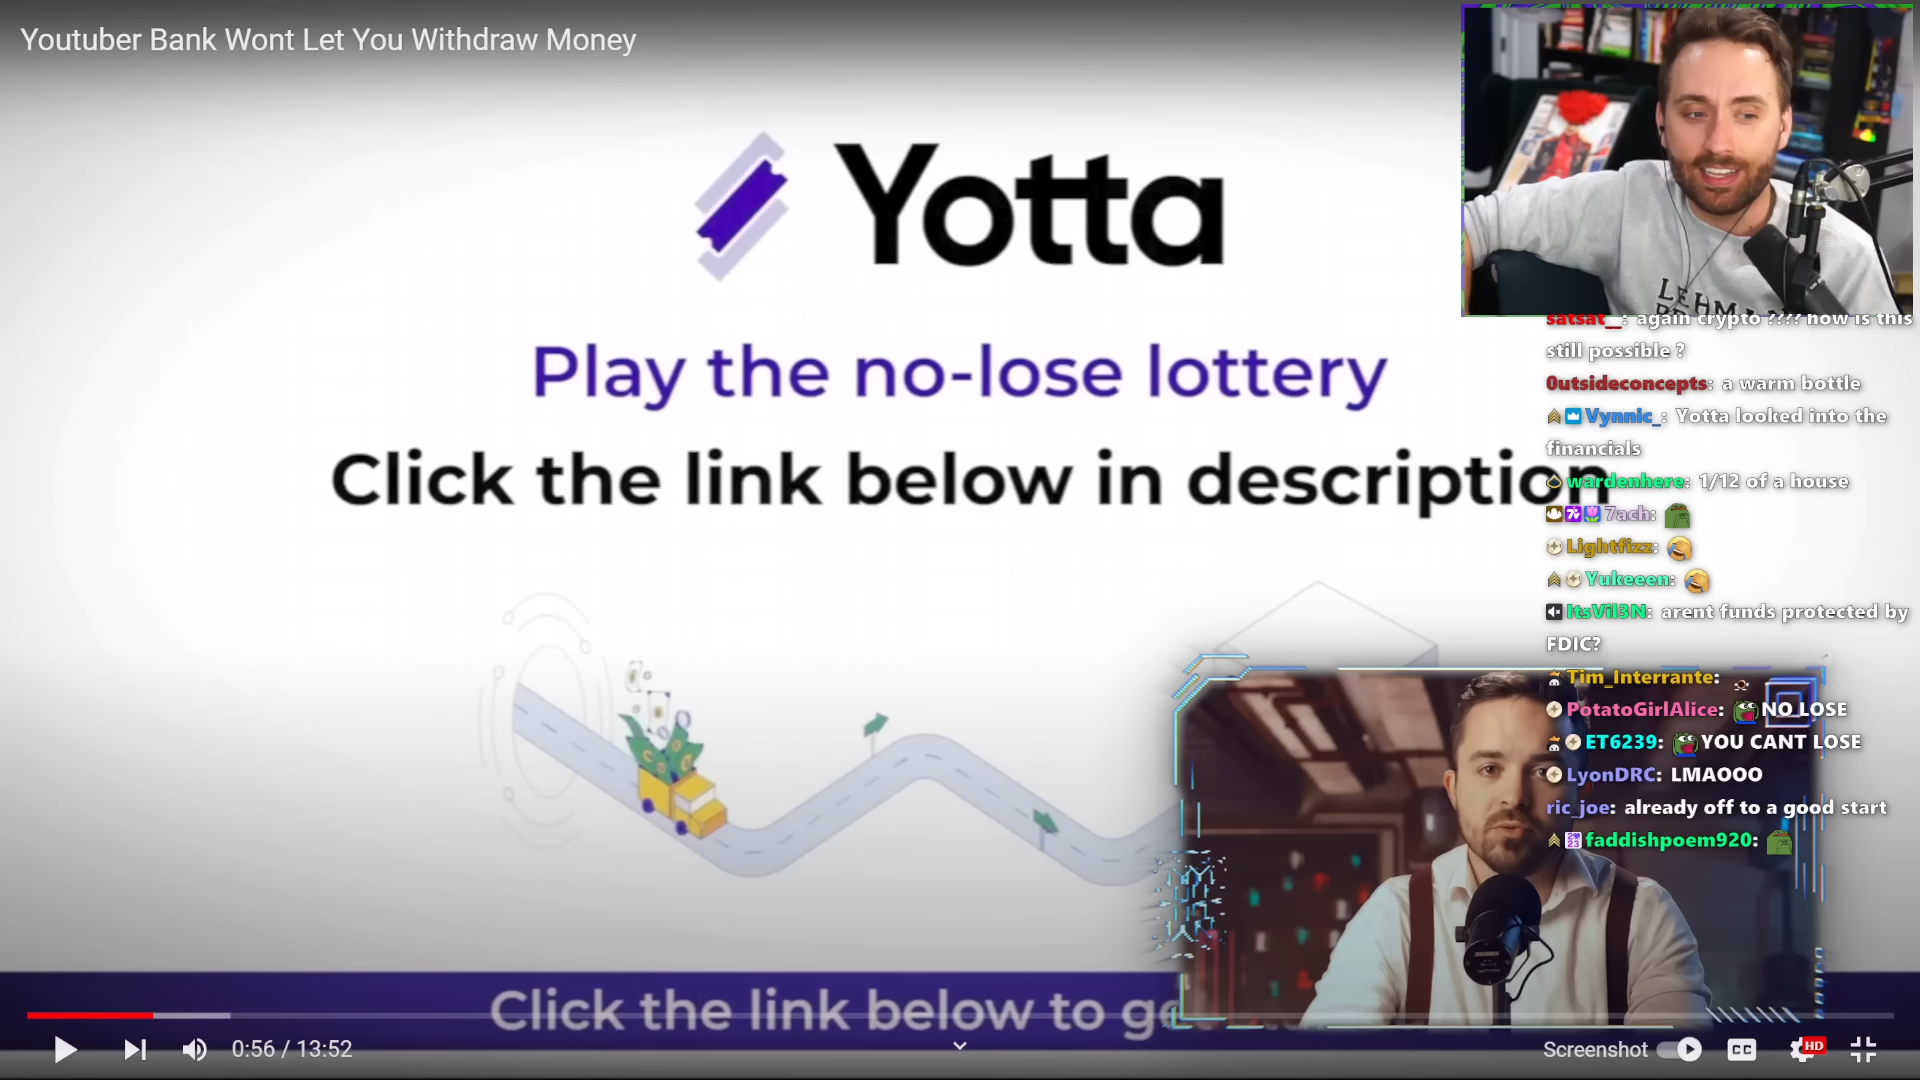 Youtuber Bank Wont Let You Withdraw Money
Yotta
Play the no-lose lottery
Click the link below in description
LEHM
satsat__: again crypto ???? how is this
still possible ?
0utsideconcepts: a warm bottle
Vynnic_: Yotta looked into the
financials
wardenhere: 1/12 of a house
7ach:
Lightfizz:
Yukeeen:
ItsVil3N: arent funds protected by
FDIC?
Tim_Interrante:
PotatoGirlAlice: NO LOSE
ET6239: YOU CANT LOSE
LyonDRC: LMAOOO
ric_joe: already off to a good start
faddishpoem920:
Click the link below to g
0:56 / 13:52
Screenshot
CC
HD